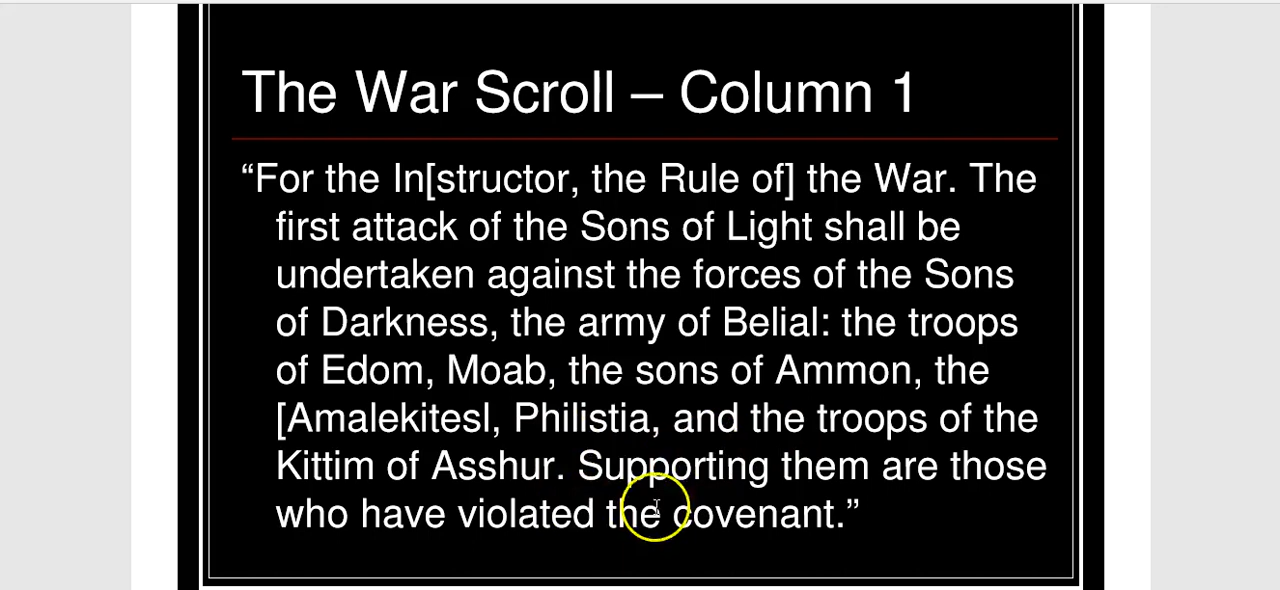 The War Scroll – Column 1
“For the In[structor, the Rule of] the War. The
first attack of the Sons of Light shall be
undertaken against the forces of the Sons
of Darkness, the army of Belial: the troops
of Edom, Moab, the sons of Ammon, the
[Amalekitesl, Philistia, and the troops of the
Kittim of Asshur. Supporting them are those
who have violated the covenant.”